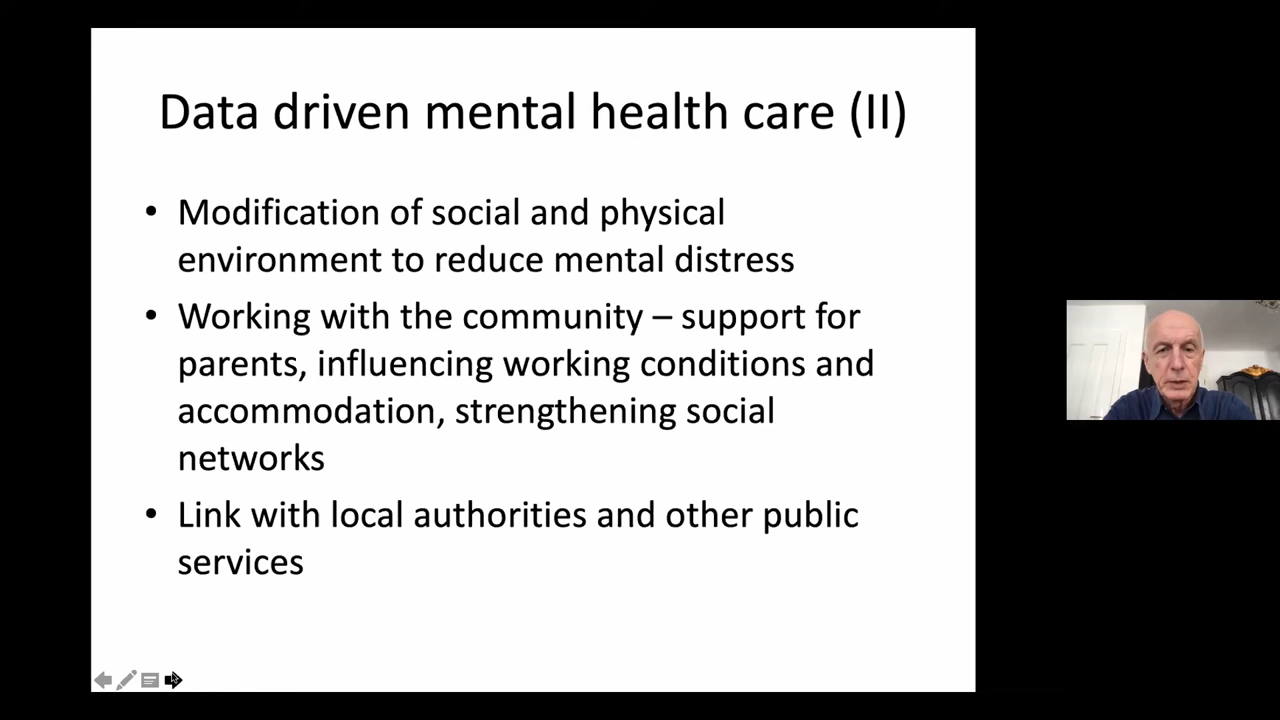 Data driven mental health care (II)
• Modification of social and physical
environment to reduce mental distress
• Working with the community – support for
parents, influencing working conditions and
accommodation, strengthening social
networks
• Link with local authorities and other public
services